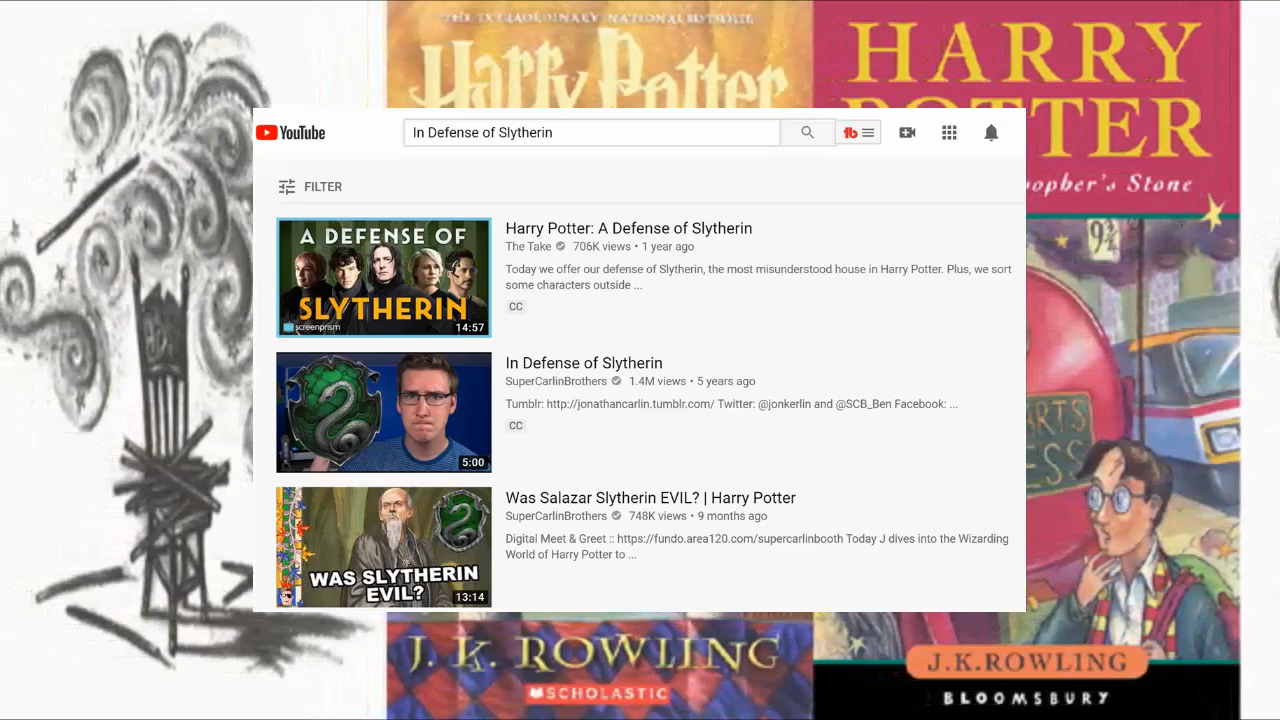 THE EXTRAORDINARY NATIONAL BESTSELLER
Harry Potter
HARRY
POTTER
opher's Stone
YouTube
In Defense of Slytherin
FILTER
A DEFENSE OF
SLYTHERIN
screenprism
14:57
Harry Potter: A Defense of Slytherin
The Take 706K views • 1 year ago
Today we offer our defense of Slytherin, the most misunderstood house in Harry Potter. Plus, we sort
some characters outside ...
CC
5:00
In Defense of Slytherin
SuperCarlinBrothers 1.4M views • 5 years ago
Tumblr: http://jonathancarlin.tumblr.com/ Twitter: @jonkerlin and @SCB_Ben Facebook: ...
CC
WAS SLYTHERIN
EVIL?
13:14
Was Salazar Slytherin EVIL? | Harry Potter
SuperCarlinBrothers 748K views • 9 months ago
Digital Meet & Greet :: https://fundo.area120.com/supercarlinbooth Today J dives into the Wizarding
World of Harry Potter to ...
9¾
ARTS
ESS
J. K. ROWLING
SCHOLASTIC
J.K.ROWLING
BLOOMSBURY